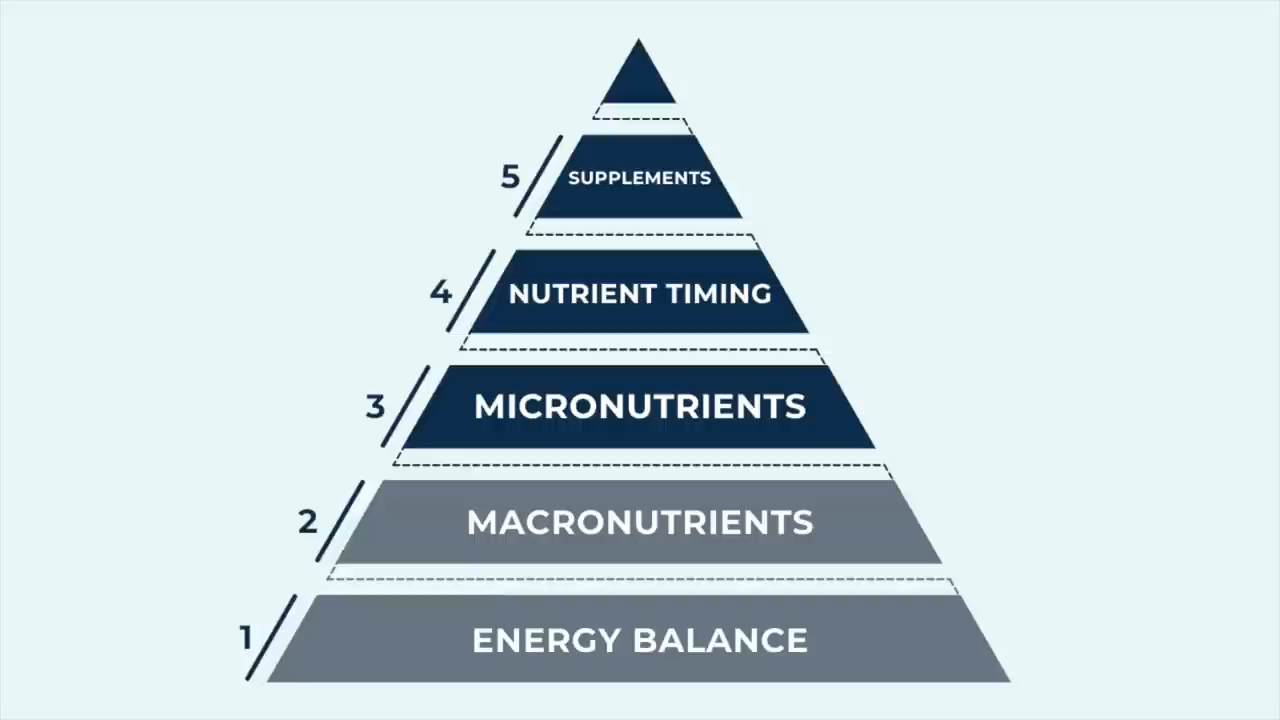 5
SUPPLEMENTS
4
NUTRIENT TIMING
3
MICRONUTRIENTS
2
MACRONUTRIENTS
1
ENERGY BALANCE